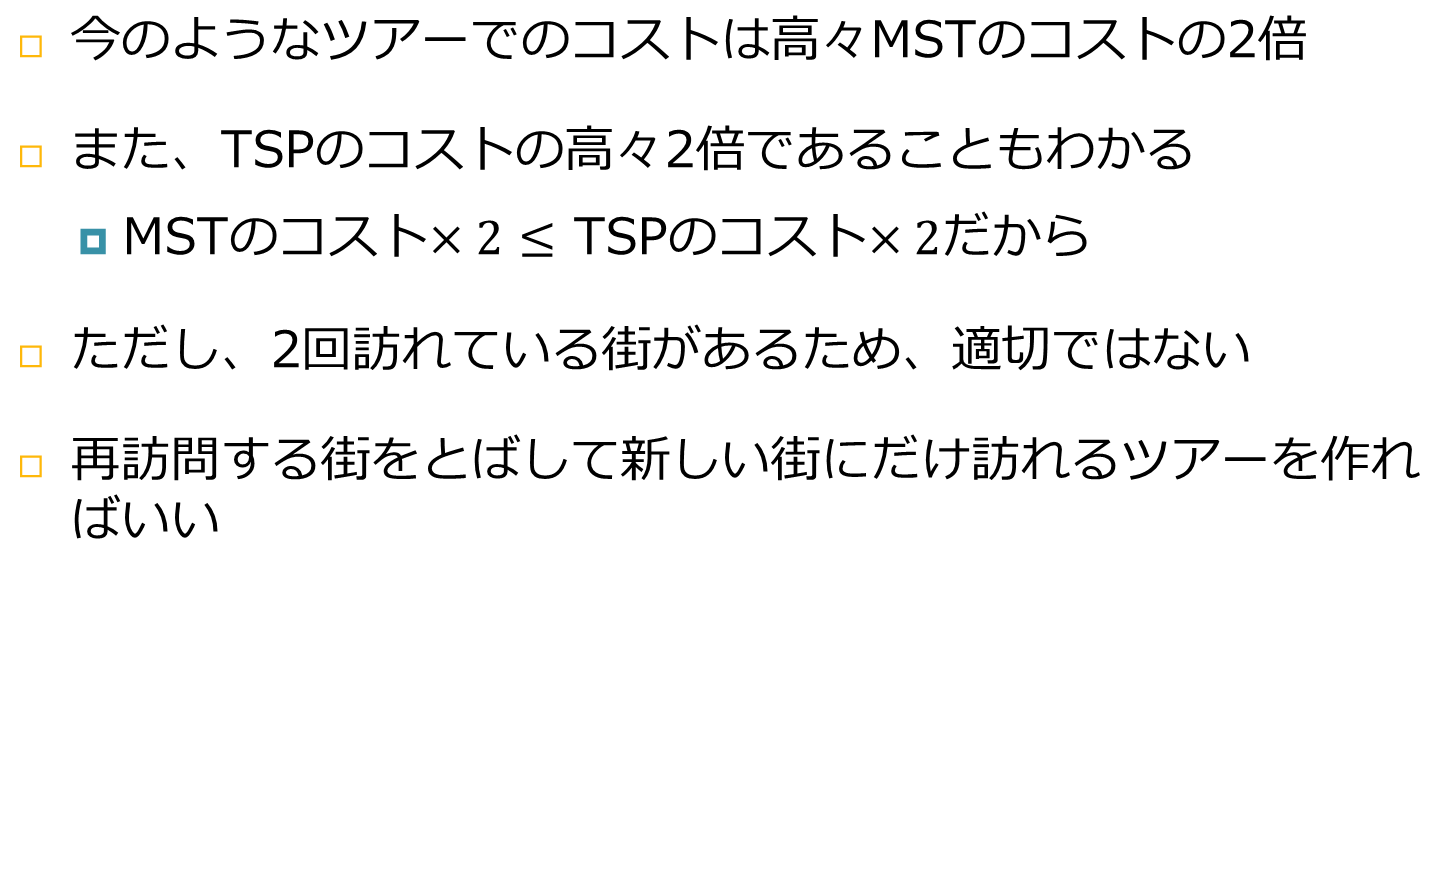 今のようなツアーでのコストは高々MSTのコストの2倍
また、TSPのコストの高々2倍であることもわかる
MSTのコスト× 2 ≤ TSPのコスト× 2だから
ただし、2回訪れている街があるため、適切ではない
再訪問する街をとばして新しい街にだけ訪れるツアーを作れ
ばいい